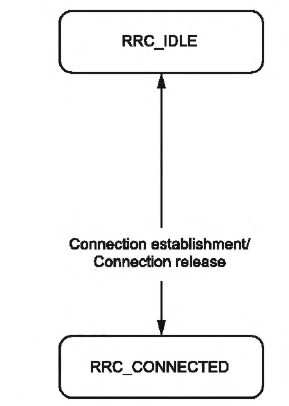 RRC_IDLE
Connection establishment/
Connection release
RRC_CONNECTED